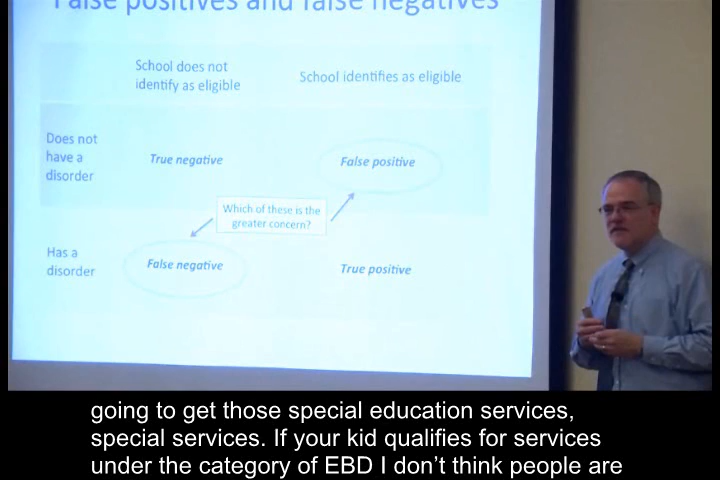 False positives and false negatives
School does not
identify as eligible
School identifies as eligible
Does not
have a
disorder
True negative
False positive
Which of these is the
greater concern?
Has a
disorder
False negative
True positive
going to get those special education services,
special services. If your kid qualifies for services
under the category of EBD I don't think people are